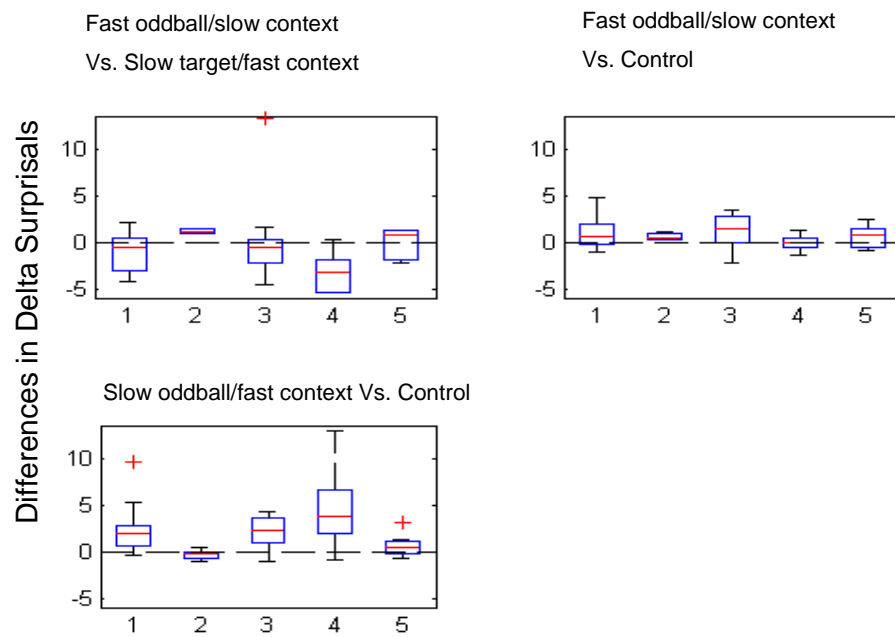 Fast oddball/slow context
Vs. Slow target/fast context
Fast oddball/slow context
Vs. Control
Differences in Delta Surprisals
10
5
0
-5
1 2 3 4 5
10
5
0
-5
1 2 3 4 5
Slow oddball/fast context Vs. Control
10
5
0
-5
1 2 3 4 5